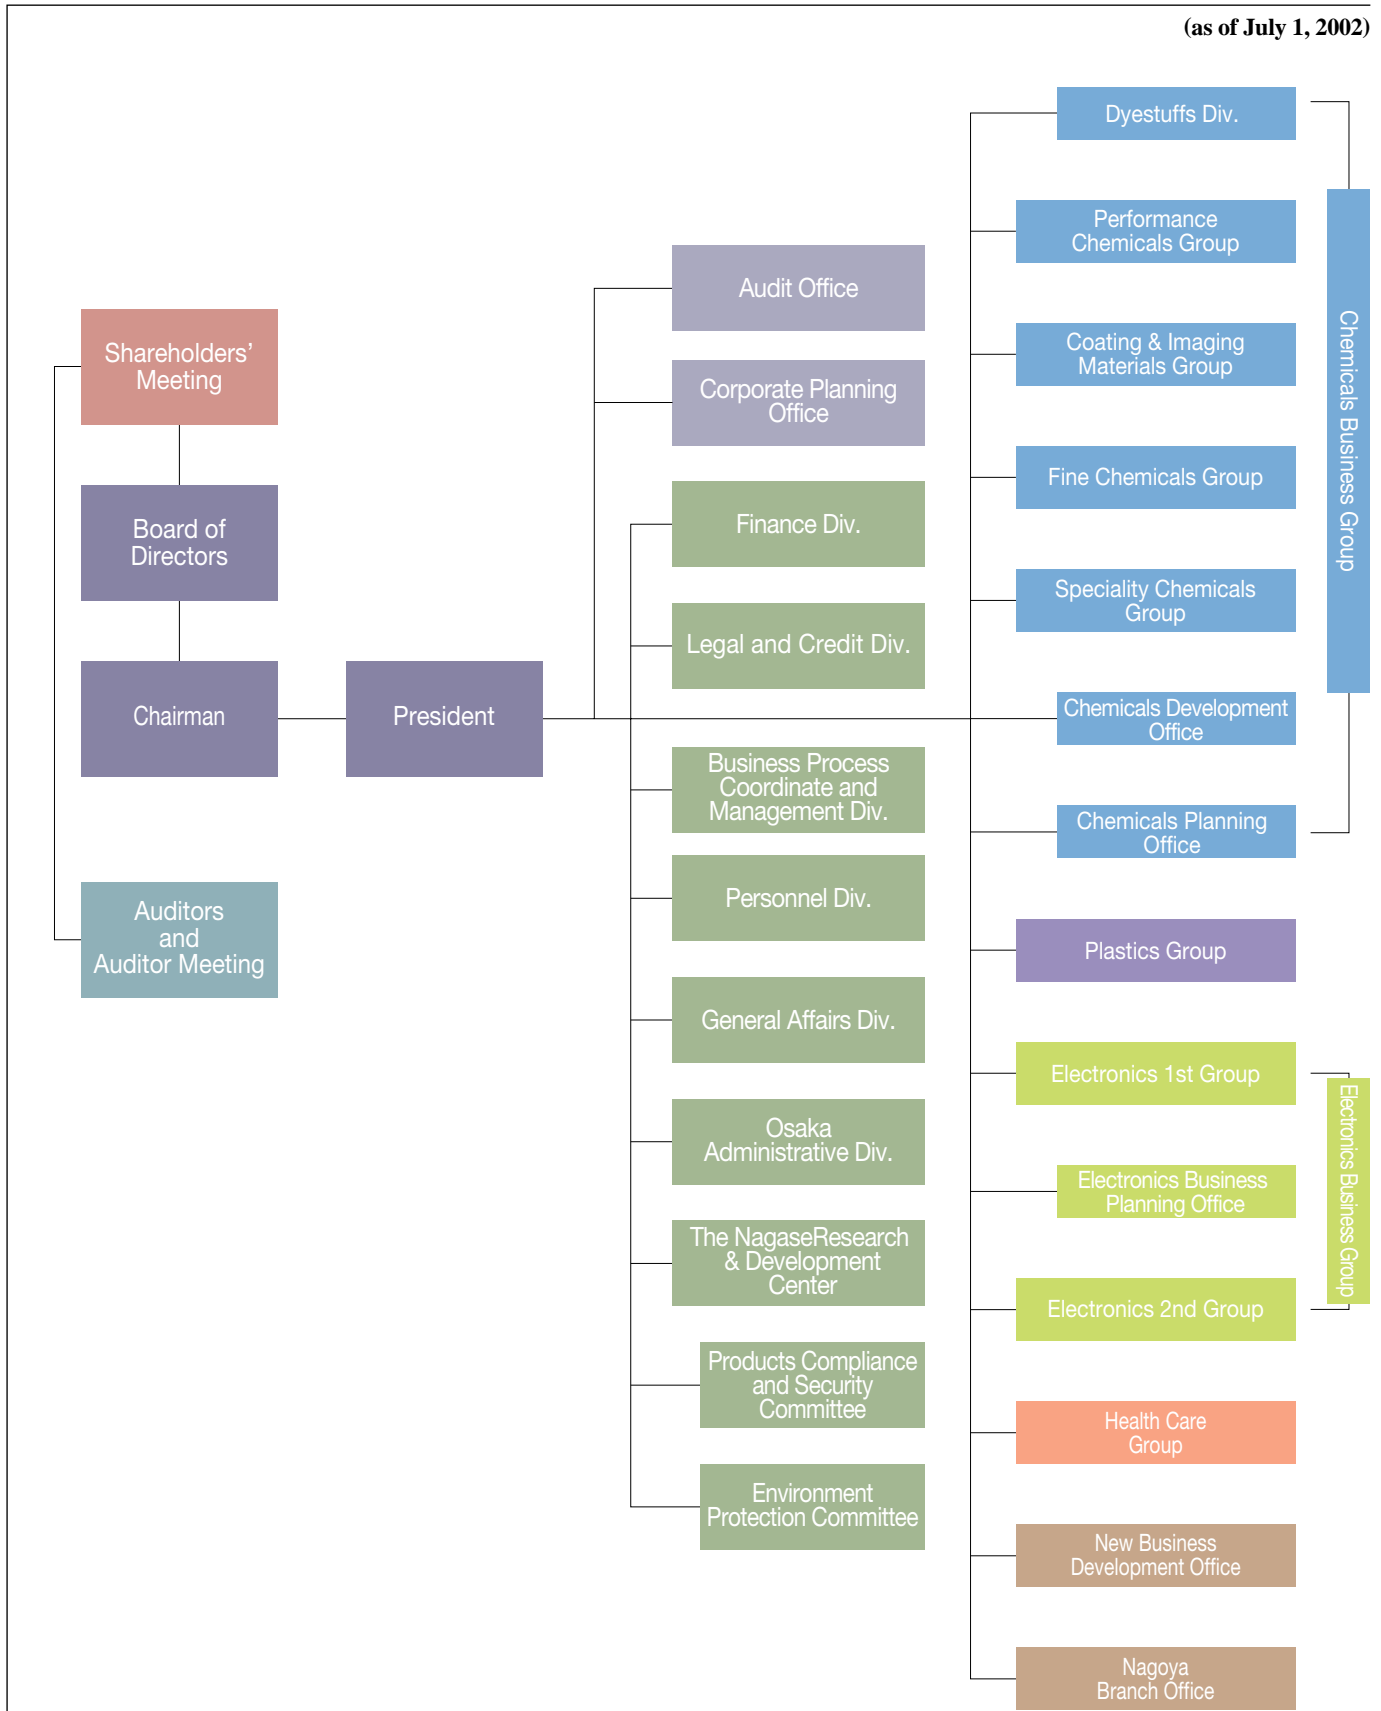 (as of July 1, 2002)
Shareholders’
Meeting
Board of
Directors
Chairman
President
Auditors
and
Auditor Meeting
Audit Office
Corporate Planning
Office
Finance Div.
Legal and Credit Div.
Business Process
Coordinate and
Management Div.
Personnel Div.
General Affairs Div.
Osaka
Administrative Div.
The NagaseResearch
& Development
Center
Products Compliance
and Security
Committee
Environment
Protection Committee
Dyestuffs Div.
Performance
Chemicals Group
Coating & Imaging
Materials Group
Fine Chemicals Group
Speciality Chemicals
Group
Chemicals Development
Office
Chemicals Planning
Office
Chemicals Business Group
Plastics Group
Electronics 1st Group
Electronics Business
Planning Office
Electronics 2nd Group
Electronics Business Group
Health Care
Group
New Business
Development Office
Nagoya
Branch Office